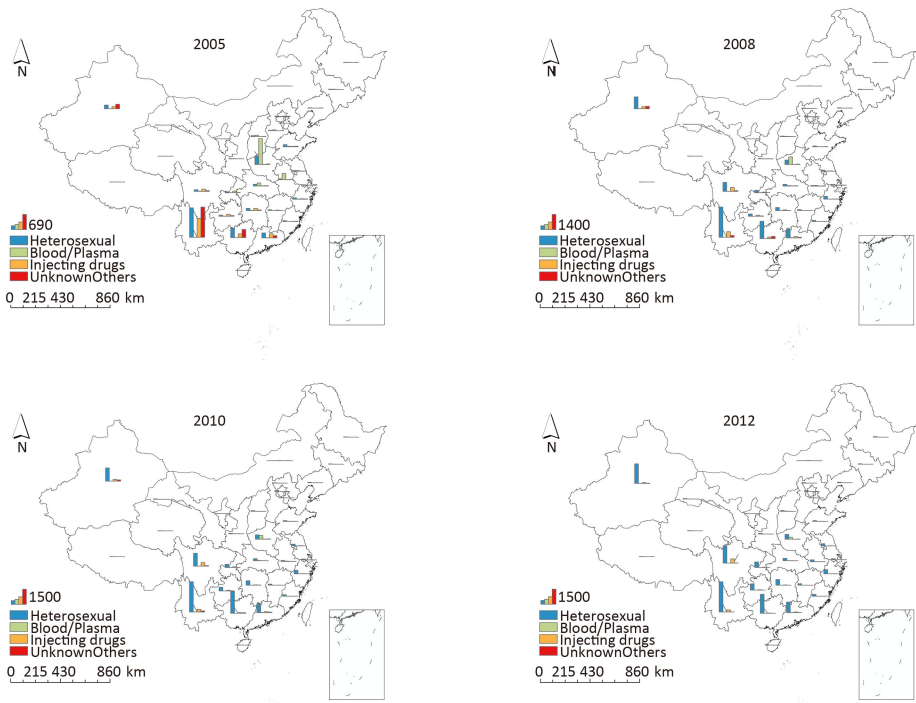 2005
N
690
Heterosexual
Blood/Plasma
Injecting drugs
UnknownOthers
0 215 430 860 km
2008
N
1400
Heterosexual
Blood/Plasma
Injecting drugs
UnknownOthers
0 215 430 860 km
2010
N
1500
Heterosexual
Blood/Plasma
Injecting drugs
UnknownOthers
0 215 430 860 km
2012
N
1500
Heterosexual
Blood/Plasma
Injecting drugs
UnknownOthers
0 215 430 860 km